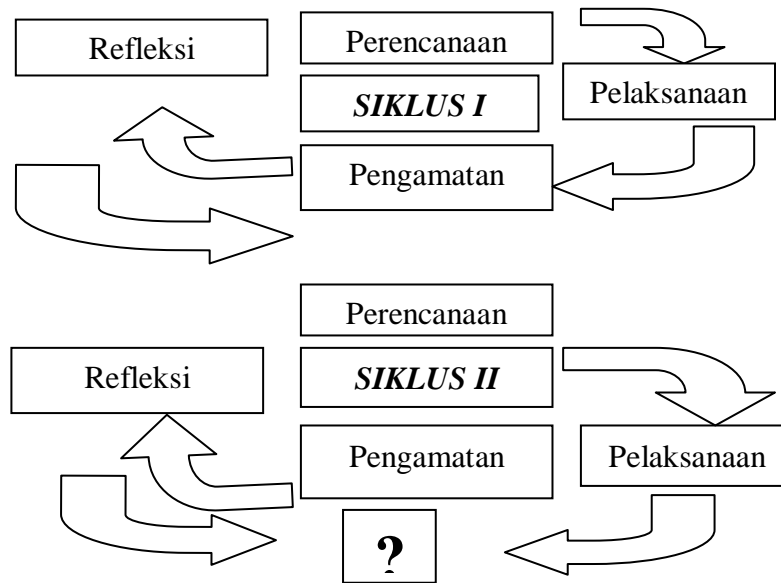 Perencanaan
Refleksi
Pelaksanaan
SIKLUS I
Pengamatan
Perencanaan
Refleksi
SIKLUS II
Pengamatan
Pelaksanaan
?